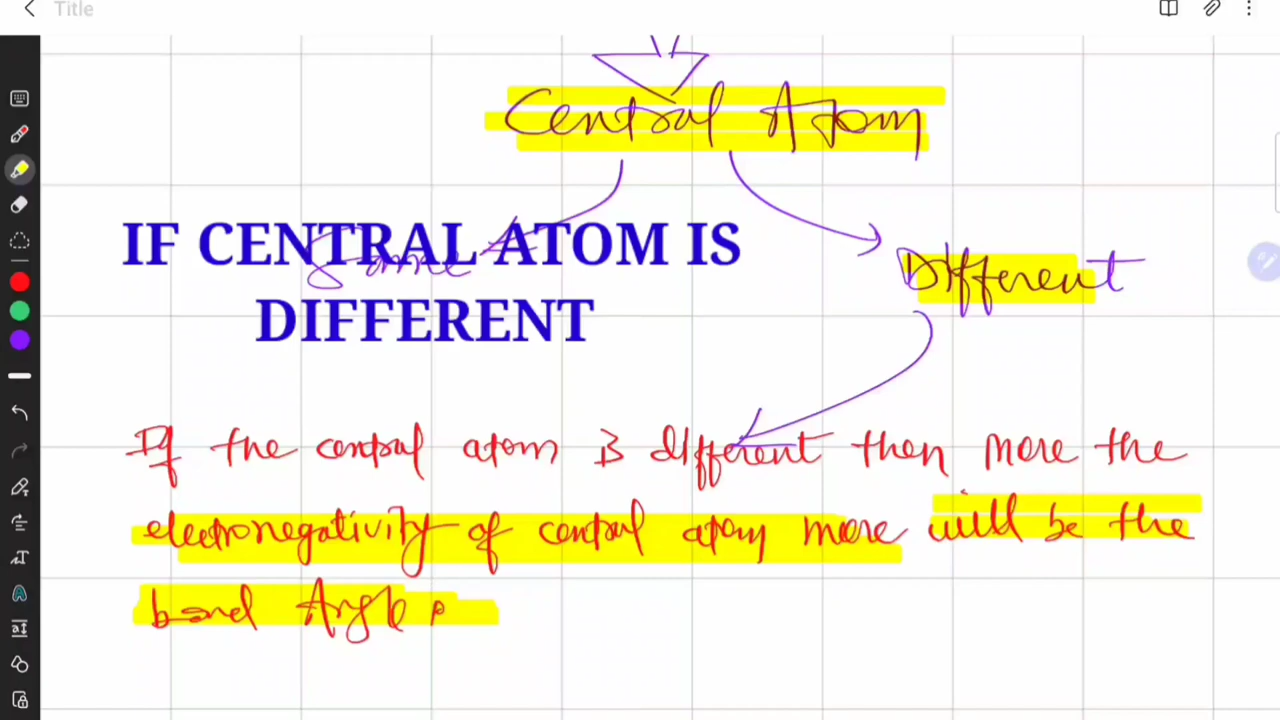 Title
Central Atom
IF CENTRAL ATOM IS
Same
Different
DIFFERENT
If the central atom is different then more the
electronegativity of central atom more will be the
bond Angle